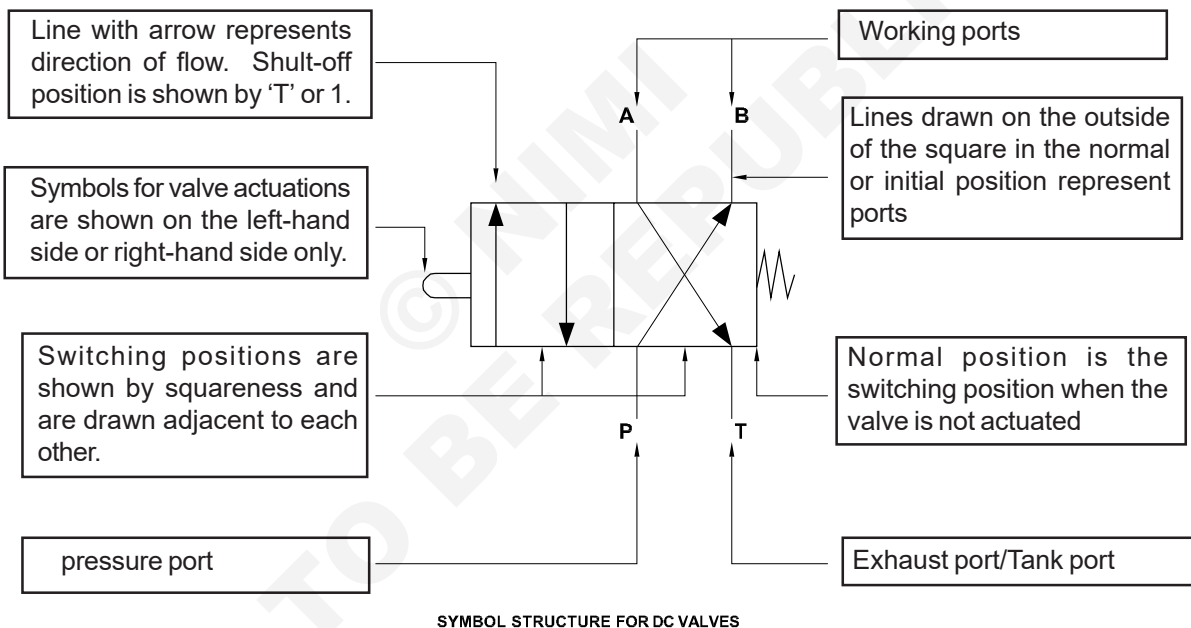 Line with arrow represents
direction of flow. Shult-off
position is shown by ‘T’ or 1.
Working ports
A
B
Lines drawn on the outside
of the square in the normal
or initial position represent
ports
Symbols for valve actuations
are shown on the left-hand
side or right-hand side only.
Switching positions are
shown by squareness and
are drawn adjacent to each
other.
Normal position is the
switching position when the
valve is not actuated
P
T
pressure port
Exhaust port/Tank port
SYMBOL STRUCTURE FOR DC VALVES
© NIMI
TO BE REPUBLI